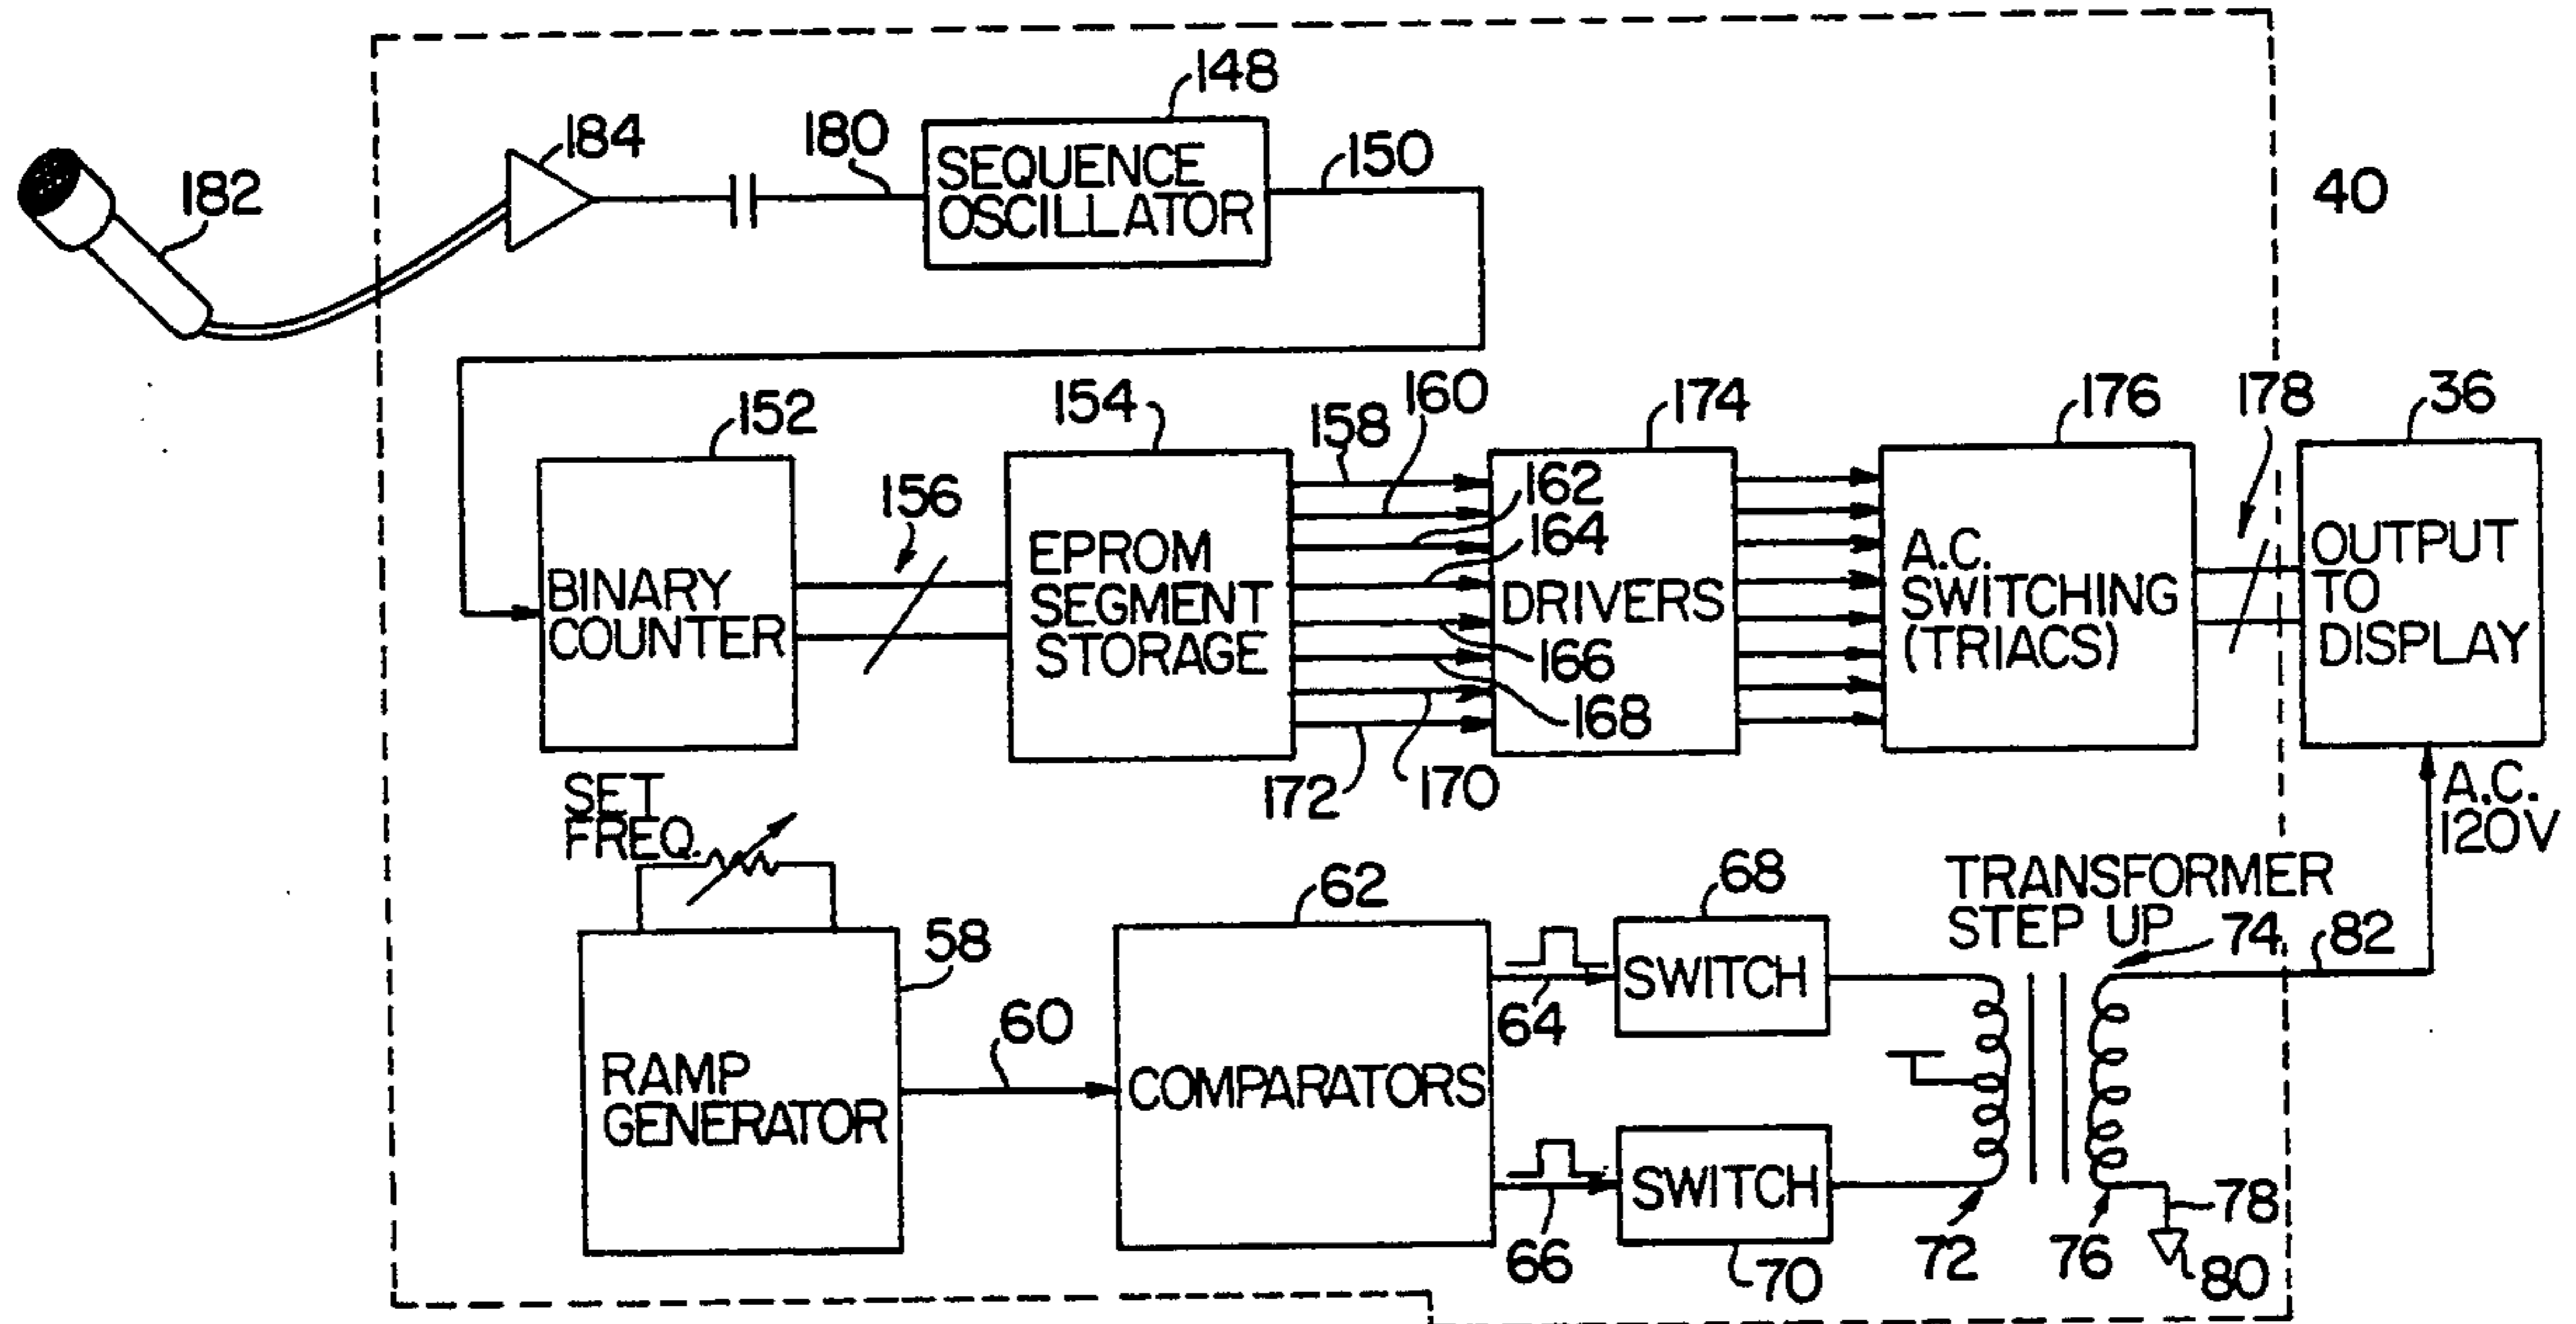 148
184
180
SEQUENCE
OSCILLATOR
150
182
40
152
154
158
160
174
176
178
36
156
162
164
BINARY
COUNTER
EPROM
SEGMENT
STORAGE
DRIVERS
A.C.
SWITCHING
(TRIACS)
OUTPUT
TO
DISPLAY
166
168
172
170
SET
FREQ.
A.C.
120V
62
68
TRANSFORMER
STEP UP
74
82
58
60
64
SWITCH
RAMP
GENERATOR
COMPARATORS
SWITCH
66
70
72
76
78
80